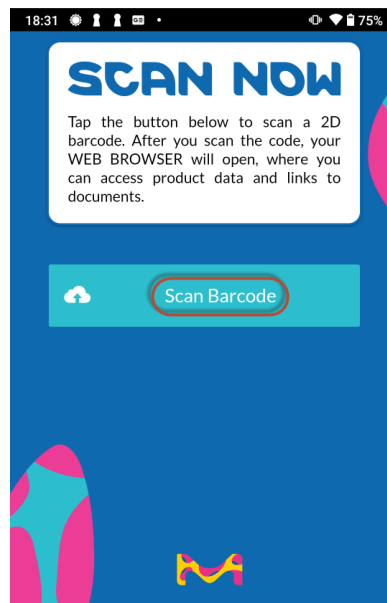 18:31
75%
SCAN NOW
Tap the button below to scan a 2D
barcode. After you scan the code, your
WEB BROWSER will open, where you
can access product data and links to
documents.
Scan Barcode